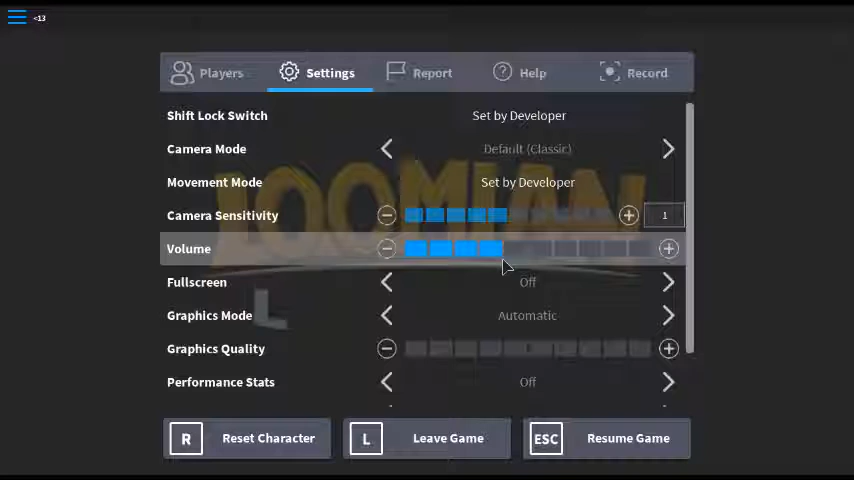 <13
Players Settings Report Help Record
Shift Lock Switch Set by Developer
Camera Mode Default (Classic)
Movement Mode Set by Developer
Camera Sensitivity 1
Volume
Fullscreen Off
Graphics Mode Automatic
Graphics Quality
Performance Stats Off
LOOMIAN
L
R Reset Character L Leave Game ESC Resume Game